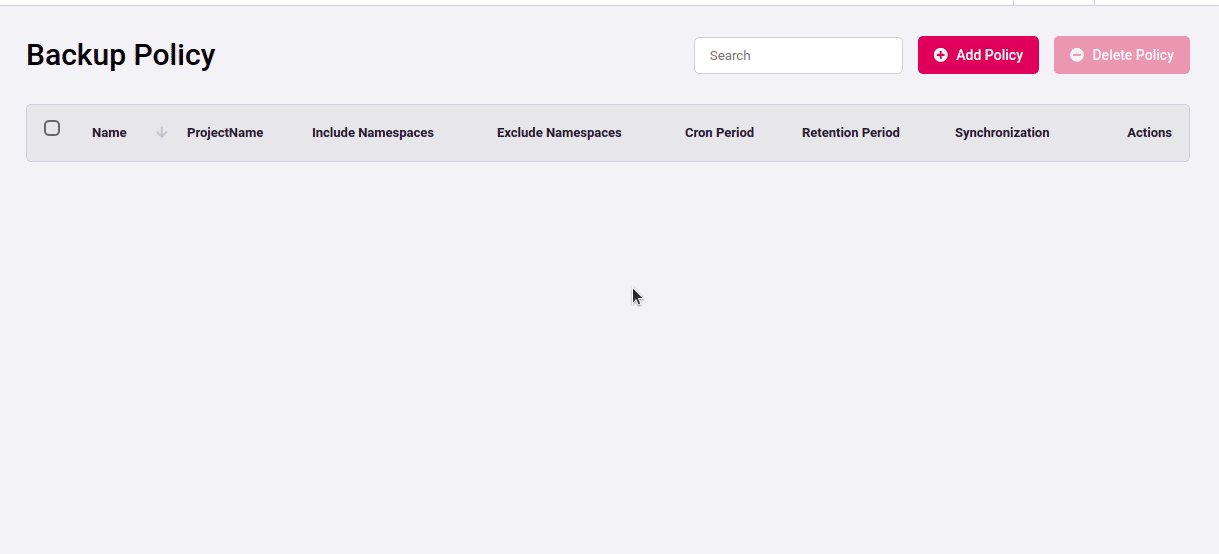 Backup Policy
Search
Add Policy
Delete Policy
Name ProjectName Include Namespaces Exclude Namespaces Cron Period Retention Period Synchronization Actions